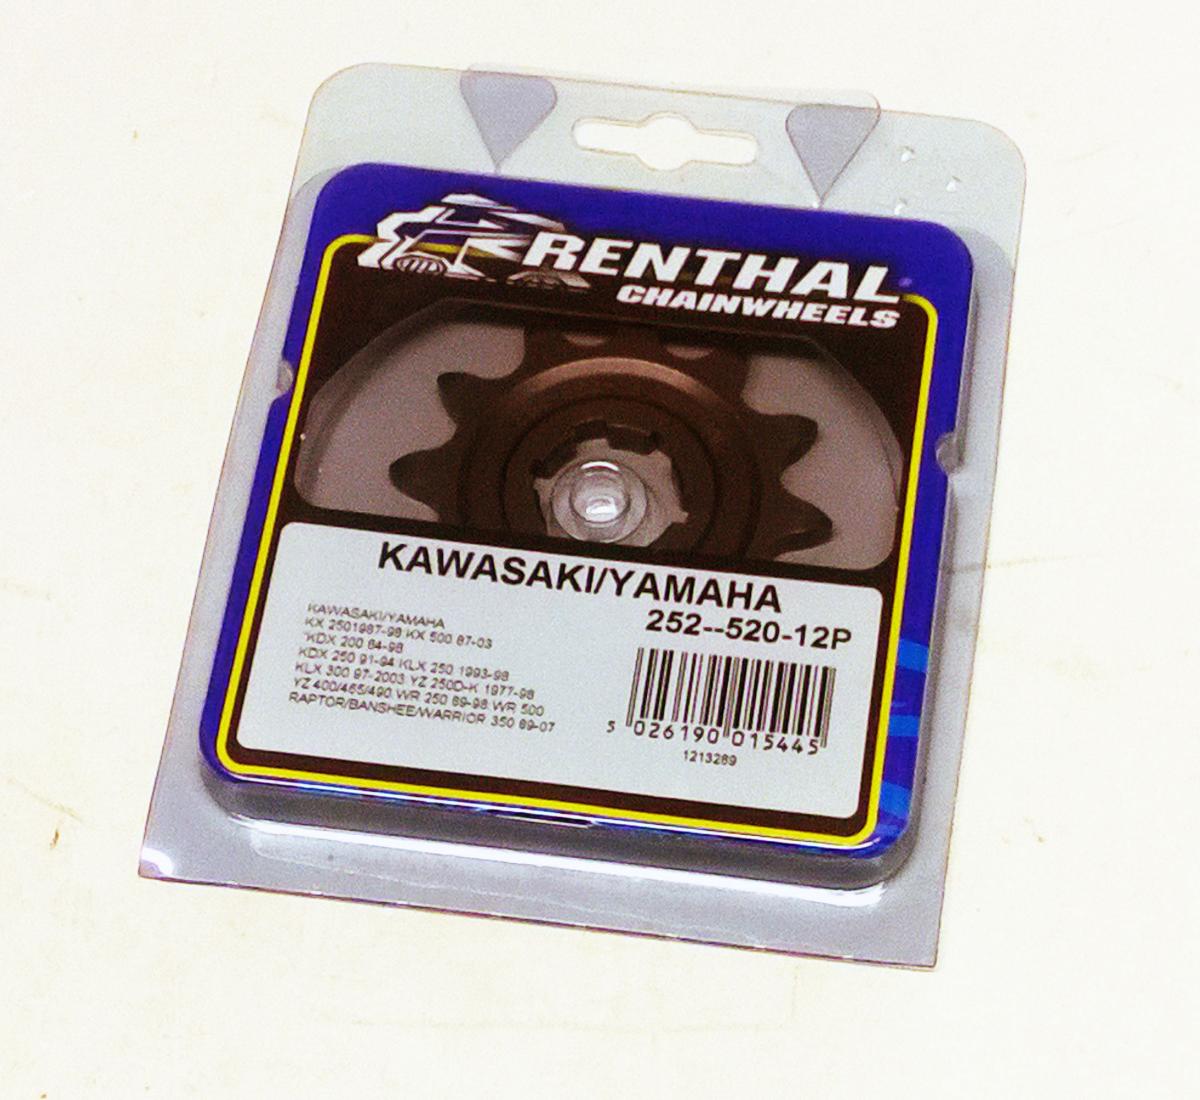 RENTHAL
CHAINWHEELS
KAWASAKI/YAMAHA
252--520-12P
KAWASAKI/YAMAHA
KX 2501987-98 KX 500 87-03
KDX 200 84-98
KDX 250 91-94 KLX 250 1993-98
KLX 300 97-2003 YZ 250D-K 1977-98
YZ 400/465/490 WR 250 89-98 WR 500
RAPTOR/BANSHEE/WARRIOR 350 89-07
5 026190 015445
1213289